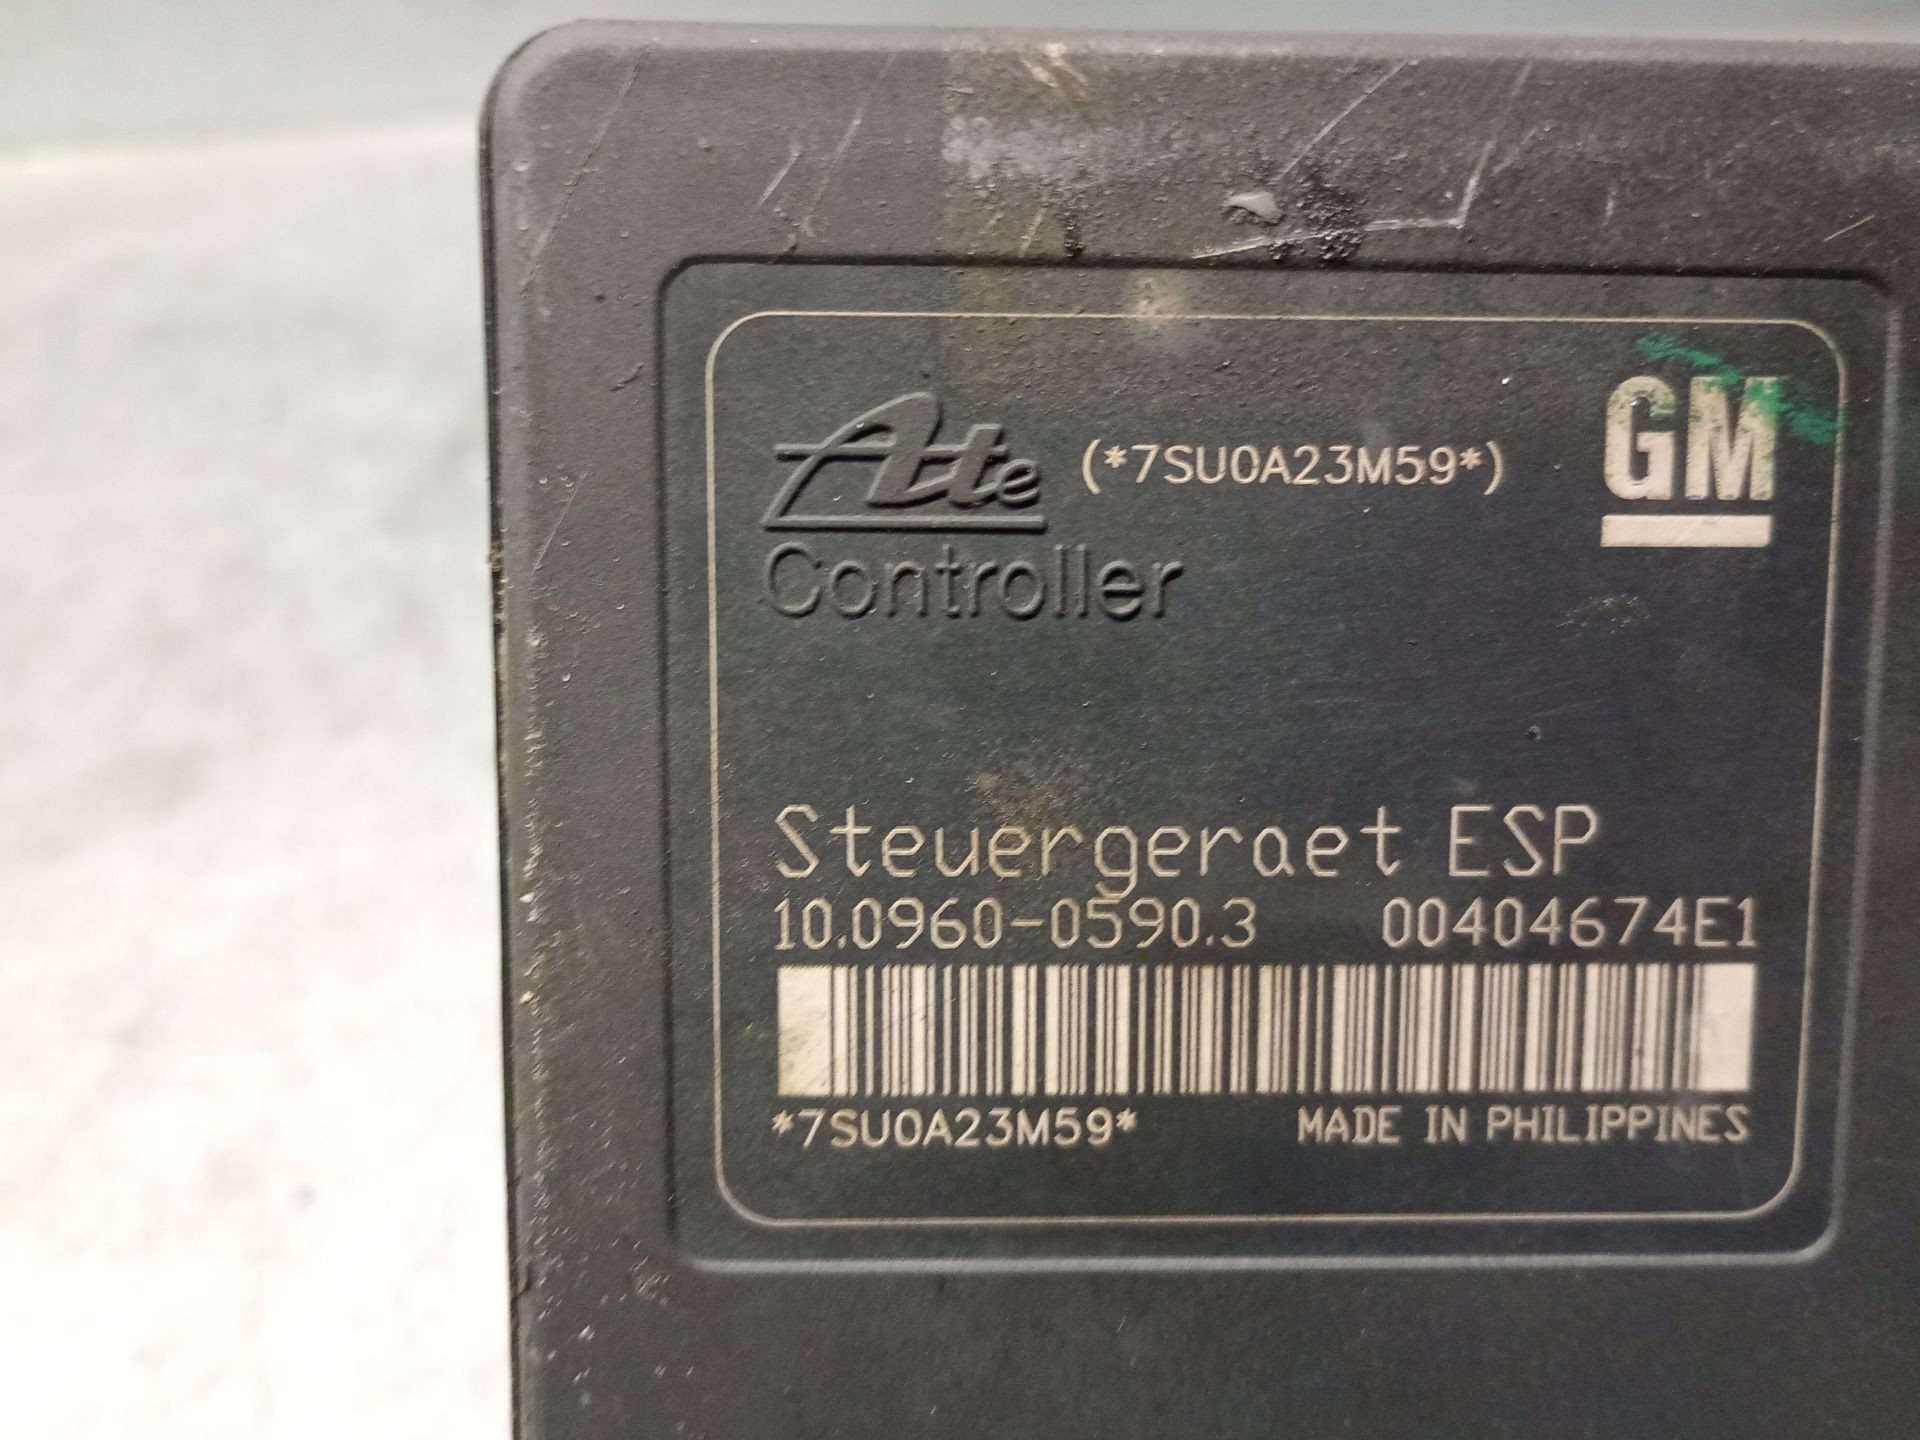 Ate (*7SU0A23M59*) GM
Controller
Steuergeraet ESP
10.0960-0590.3 00404674E1
*7SU0A23M59* MADE IN PHILIPPINES